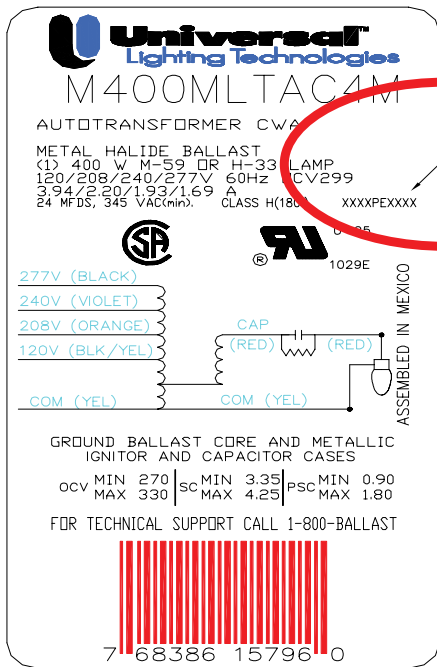 Universal
Lighting Technologies
M400MLTAC4M
AUTOTRANSFORMER CWA
METAL HALIDE BALLAST
(1) 400 W M-59 OR H-33 LAMP
120/208/240/277V 60Hz OCV299
3.94/2.20/1.93/1.69 A
24 MFDS, 345 VAC(min). CLASS H(180
XXXXPEXXXX
1029E
277V (BLACK)
240V (VIOLET)
208V (ORANGE)
120V (BLK/YEL)
CAP
(RED) (RED)
COM (YEL) COM (YEL)
ASSEMBLED IN MEXICO
GROUND BALLAST CORE AND METALLIC
IGNITOR AND CAPACITOR CASES
OCV MIN 270 SC MIN 3.35 PSC MIN 0.90
MAX 330 MAX 4.25 MAX 1.80
FOR TECHNICAL SUPPORT CALL 1-800-BALLAST
7 68386 15796 0